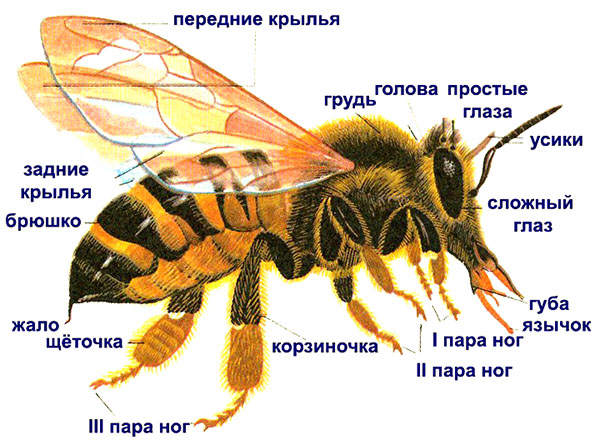 передние крылья
голова
простые
глаза
грудь
усики
задние
крылья
брюшко
сложный
глаз
губа
язычок
жало
щёточка
корзиночка
I пара ног
II пара ног
III пара ног